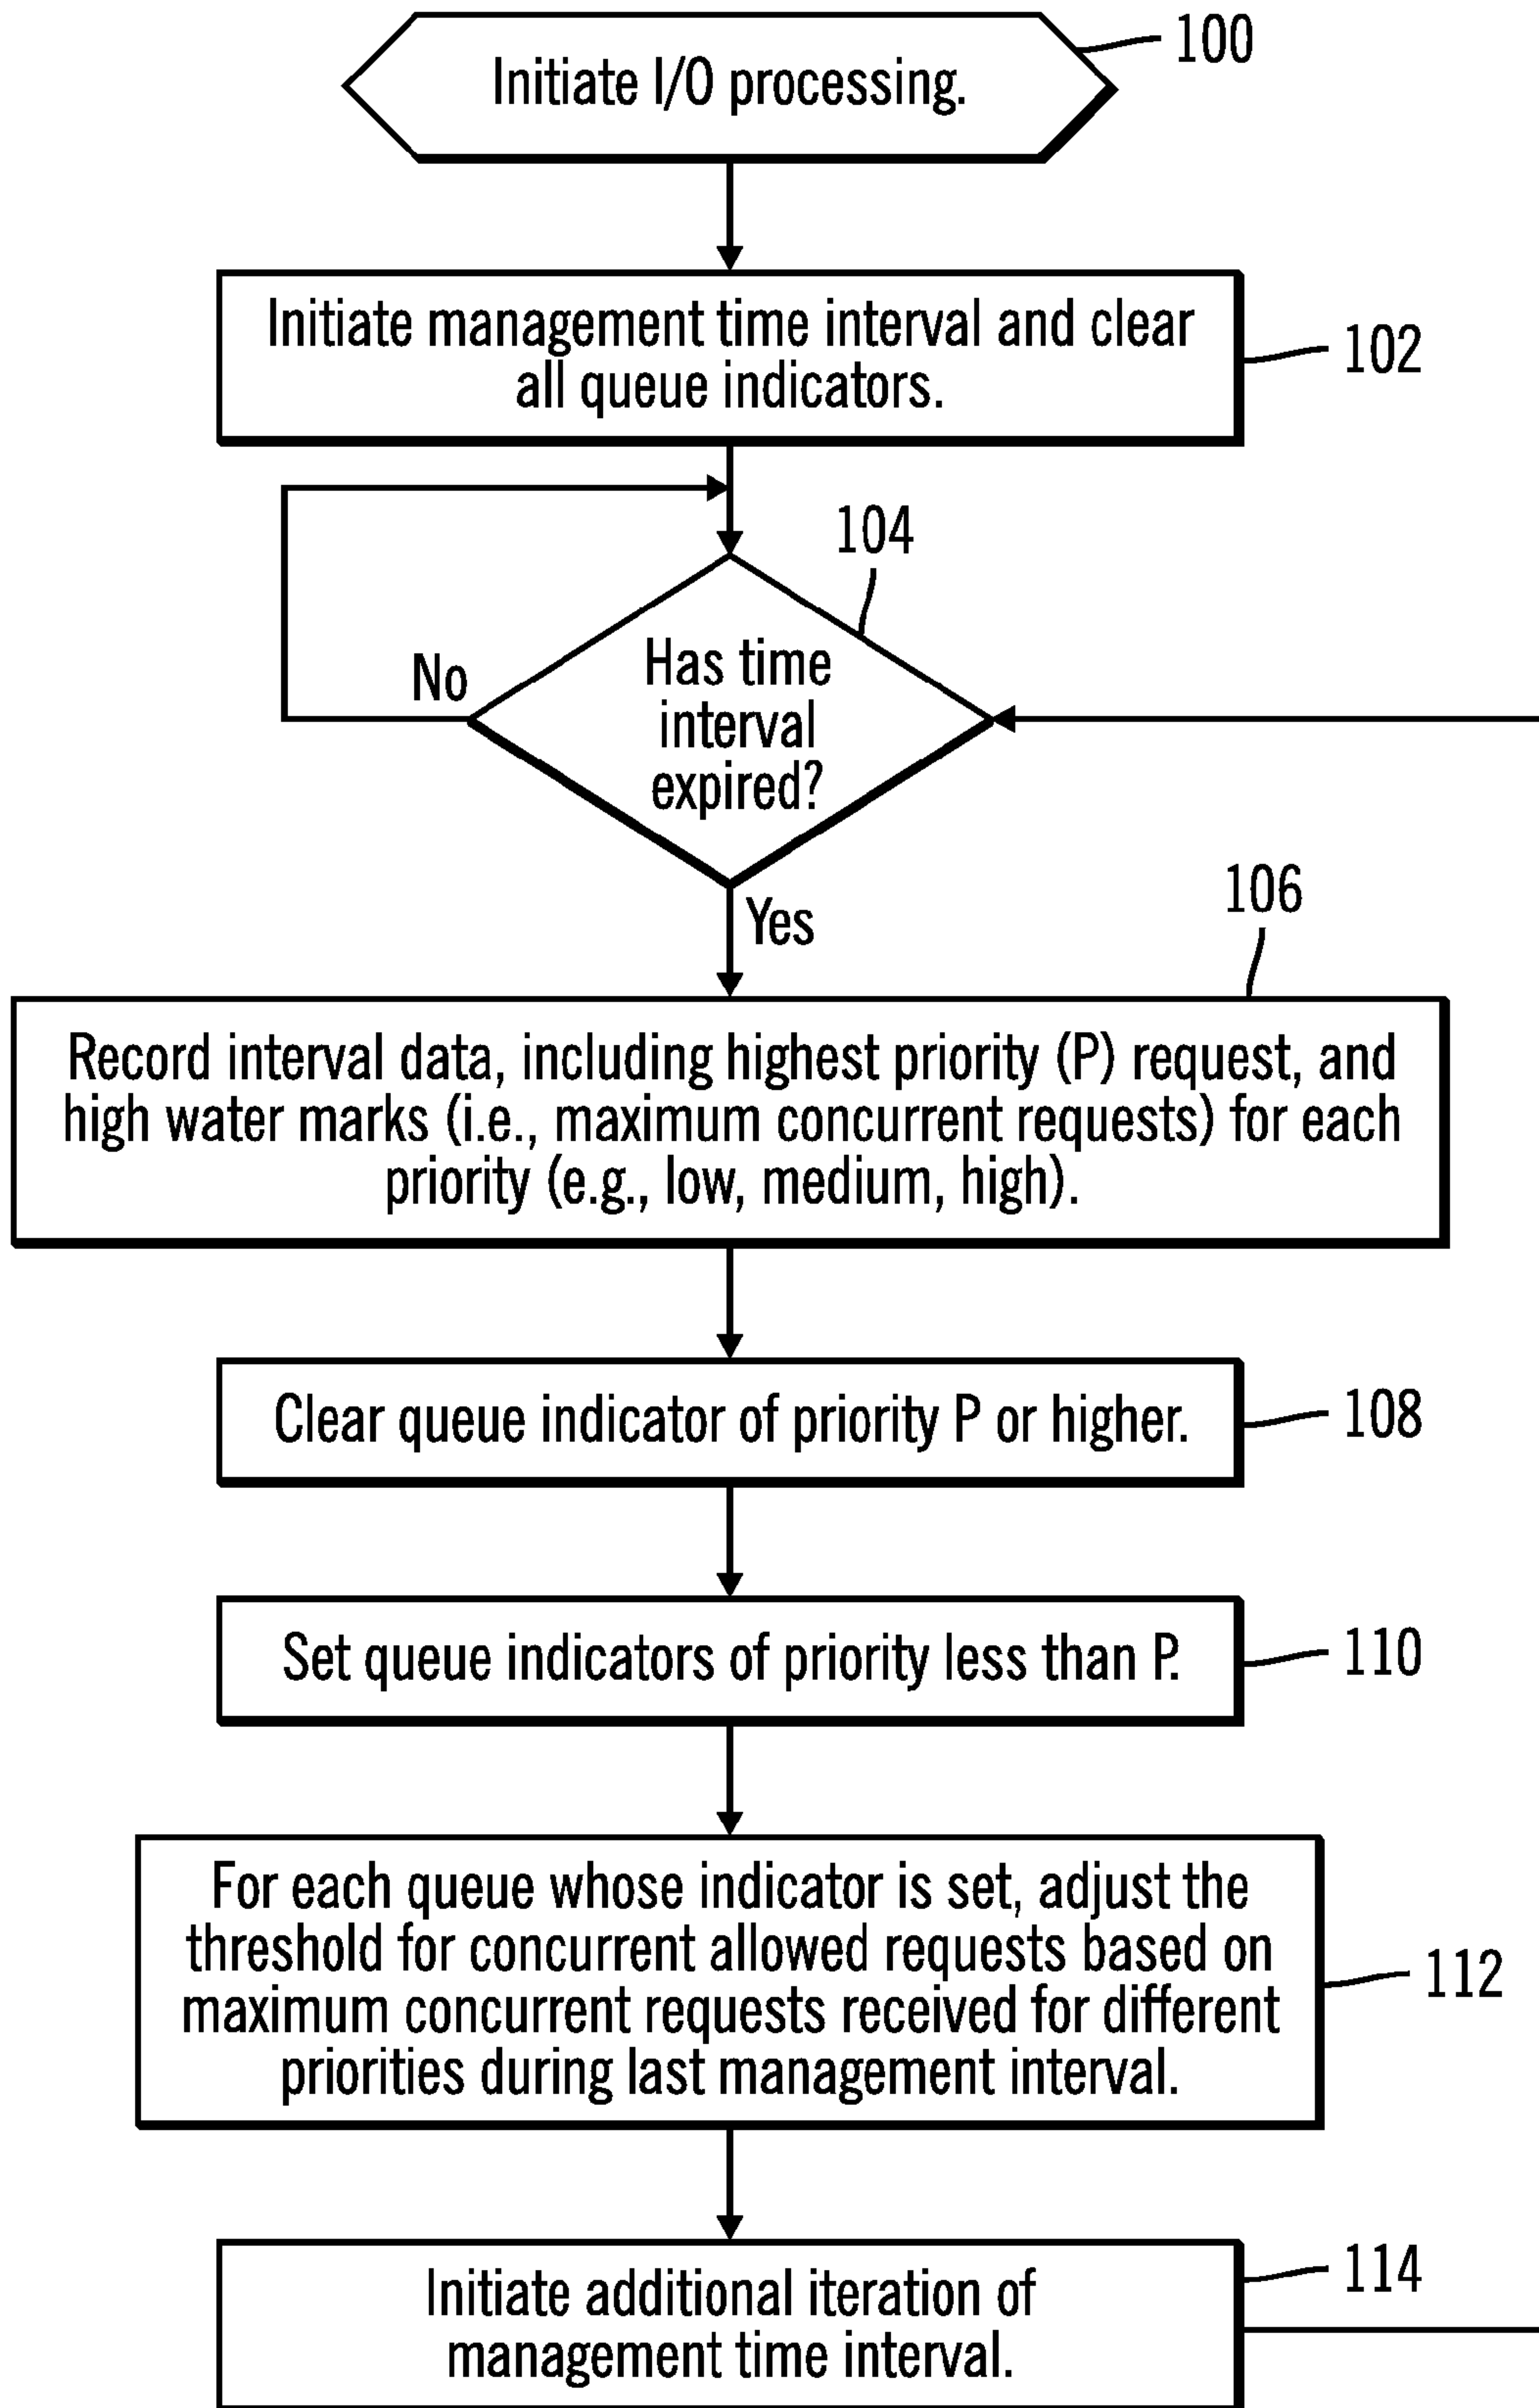 Initiate I/O processing.
100
Initiate management time interval and clear
all queue indicators.
102
104
Has time
interval
expired?
No
Yes
106
Record interval data, including highest priority (P) request, and
high water marks (i.e., maximum concurrent requests) for each
priority (e.g., low, medium, high).
Clear queue indicator of priority P or higher.
108
Set queue indicators of priority less than P.
110
For each queue whose indicator is set, adjust the
threshold for concurrent allowed requests based on
maximum concurrent requests received for different
priorities during last management interval.
112
Initiate additional iteration of
management time interval.
114